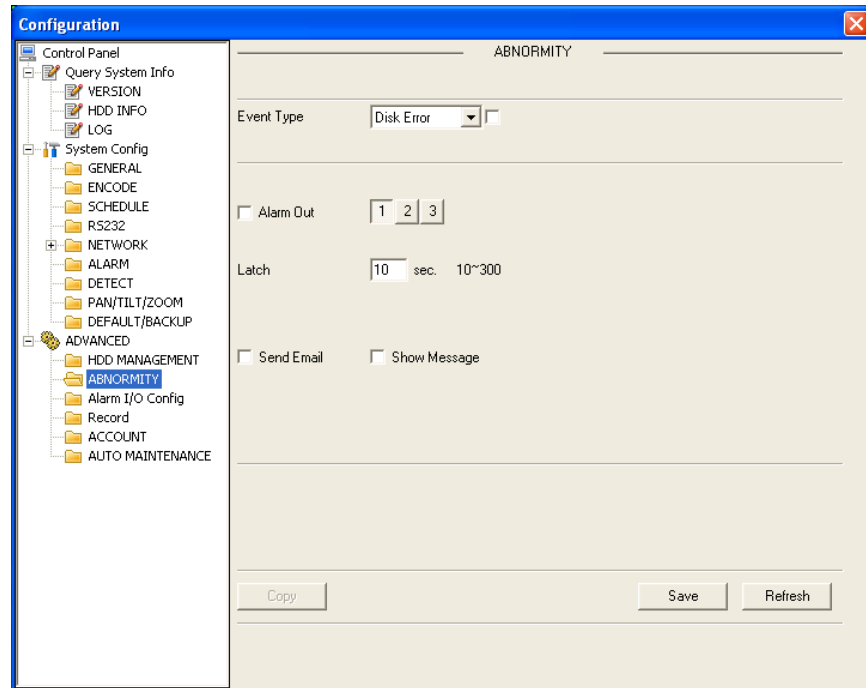 Configuration
Control Panel
Query System Info
VERSION
HDD INFO
LOG
System Config
GENERAL
ENCODE
SCHEDULE
RS232
NETWORK
ALARM
DETECT
PAN/TILT/ZOOM
DEFAULT/BACKUP
ADVANCED
HDD MANAGEMENT
ABNORMITY
Alarm I/O Config
Record
ACCOUNT
AUTO MAINTENANCE
ABNORMITY
Event Type Disk Error
Alarm Out 1 2 3
Latch 10 sec. 10~300
Send Email Show Message
Copy Save Refresh